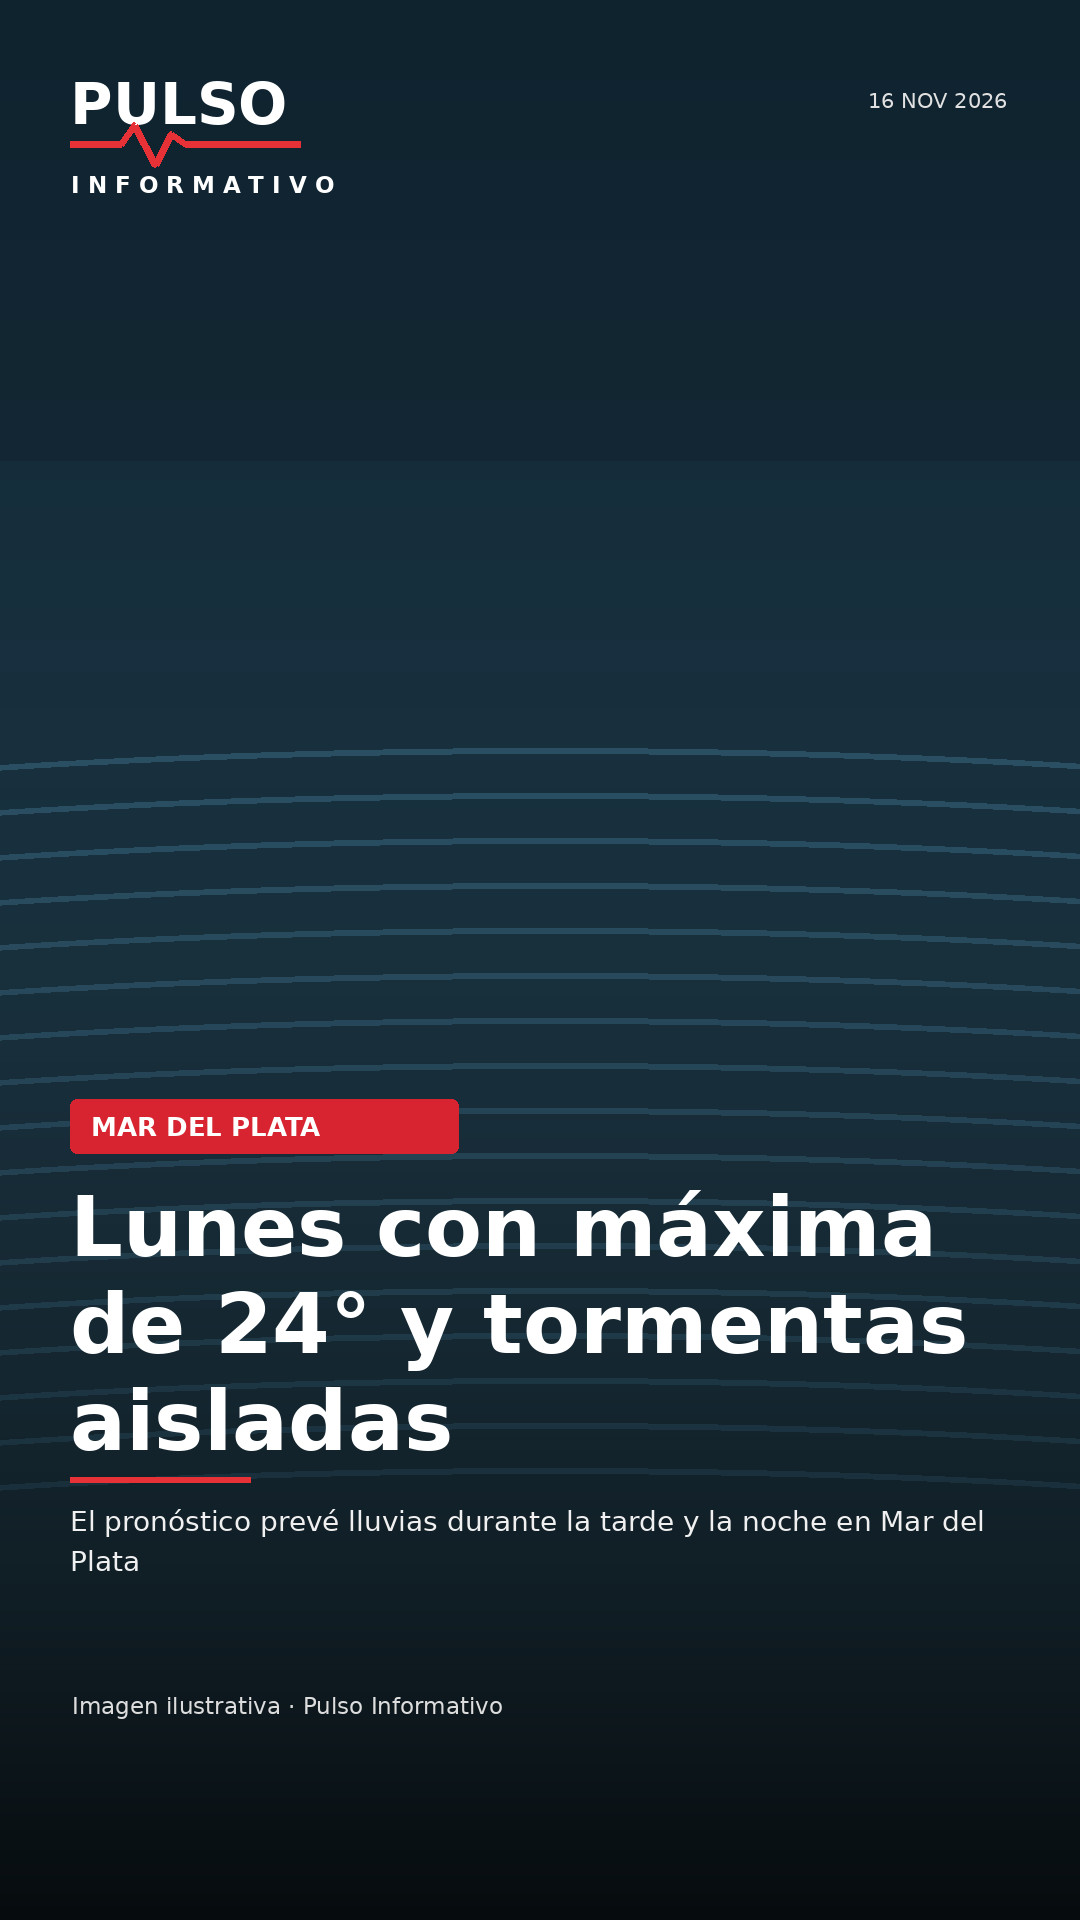 PULSO
INFORMATIVO
16 NOV 2026
MAR DEL PLATA
Lunes con máxima
de 24° y tormentas
aisladas
El pronóstico prevé lluvias durante la tarde y la noche en Mar del
Plata
Imagen ilustrativa · Pulso Informativo